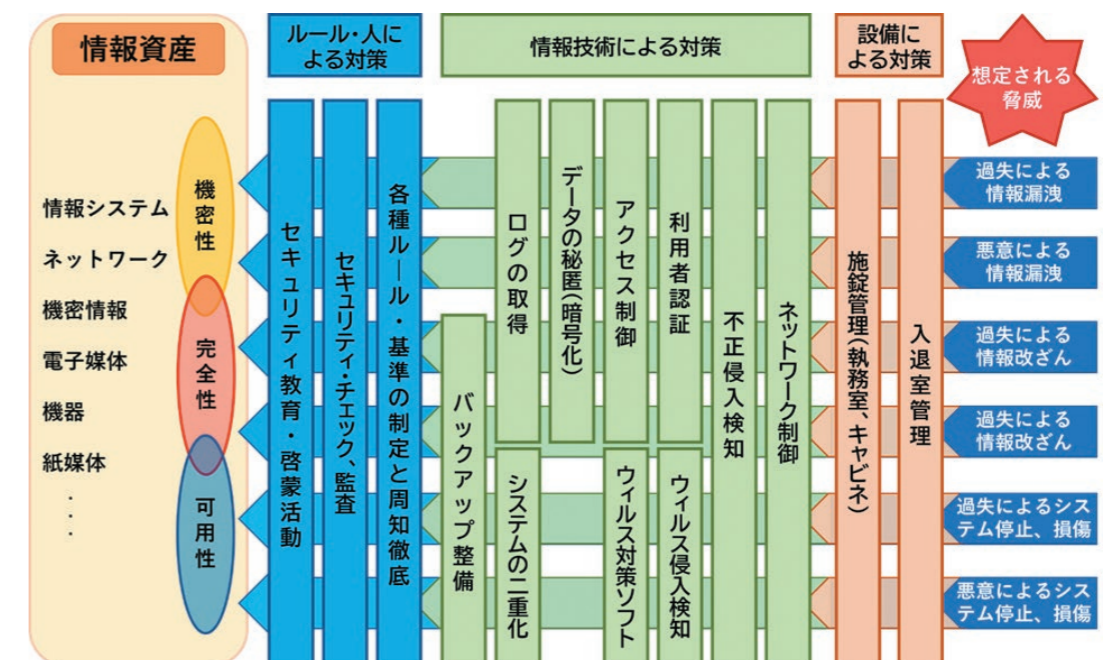 情報資産
機密性
完全性
可用性
情報システム
ネットワーク
機密情報
電子媒体
機器
紙媒体
・
・
・
ルール・人に
よる対策
セキュリティ教育・啓蒙活動
セキュリティ・チェック、監査
各種ルール・基準の制定と周知徹底
情報技術による対策
バックアップ整備
ログの取得
システムの二重化
データの秘匿(暗号化)
アクセス制御
ウィルス対策ソフト
利用者認証
ウィルス侵入検知
不正侵入検知
ネットワーク制御
設備に
よる対策
施錠管理(執務室、キャビネ)
入退室管理
想定される
脅威
過失による
情報漏洩
悪意による
情報漏洩
過失による
情報改ざん
過失による
情報改ざん
過失によるシス
テム停止、損傷
悪意によるシス
テム停止、損傷